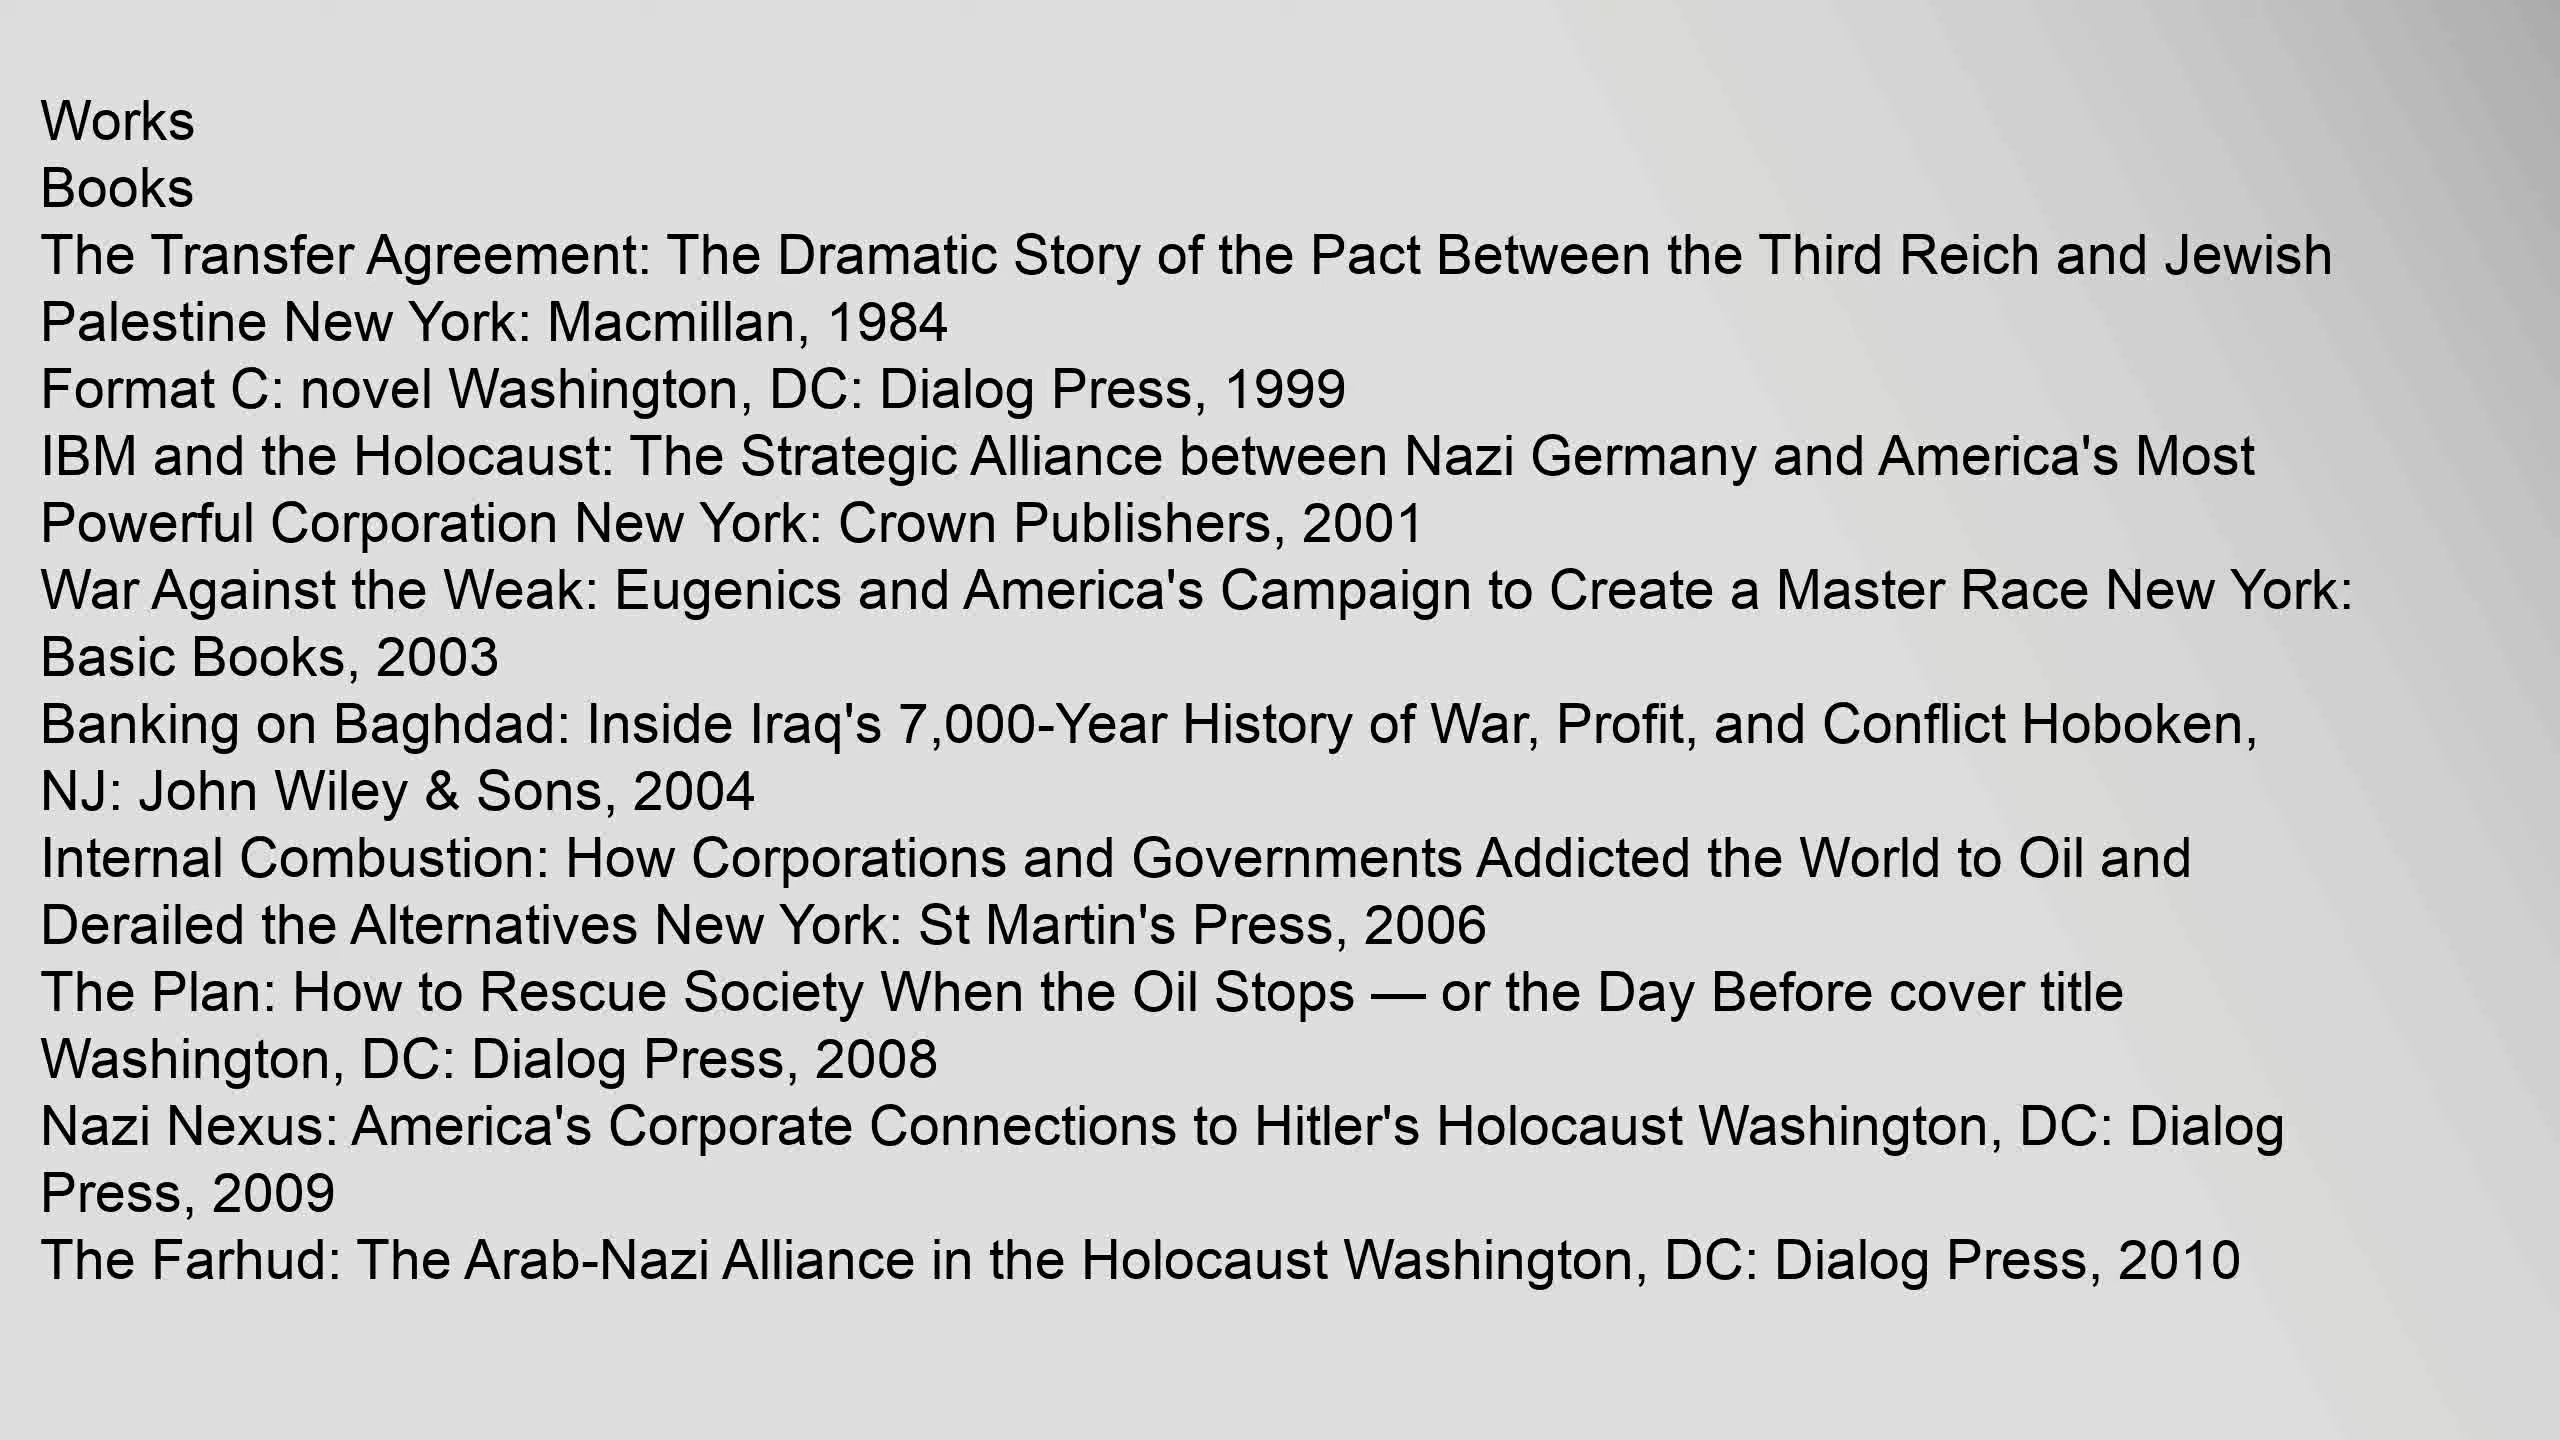 Works
Books
The Transfer Agreement: The Dramatic Story of the Pact Between the Third Reich and Jewish
Palestine New York: Macmillan, 1984
Format C: novel Washington, DC: Dialog Press, 1999
IBM and the Holocaust: The Strategic Alliance between Nazi Germany and America's Most
Powerful Corporation New York: Crown Publishers, 2001
War Against the Weak: Eugenics and America's Campaign to Create a Master Race New York:
Basic Books, 2003
Banking on Baghdad: Inside Iraq's 7,000-Year History of War, Profit, and Conflict Hoboken,
NJ: John Wiley & Sons, 2004
Internal Combustion: How Corporations and Governments Addicted the World to Oil and
Derailed the Alternatives New York: St Martin's Press, 2006
The Plan: How to Rescue Society When the Oil Stops — or the Day Before cover title
Washington, DC: Dialog Press, 2008
Nazi Nexus: America's Corporate Connections to Hitler's Holocaust Washington, DC: Dialog
Press, 2009
The Farhud: The Arab-Nazi Alliance in the Holocaust Washington, DC: Dialog Press, 2010